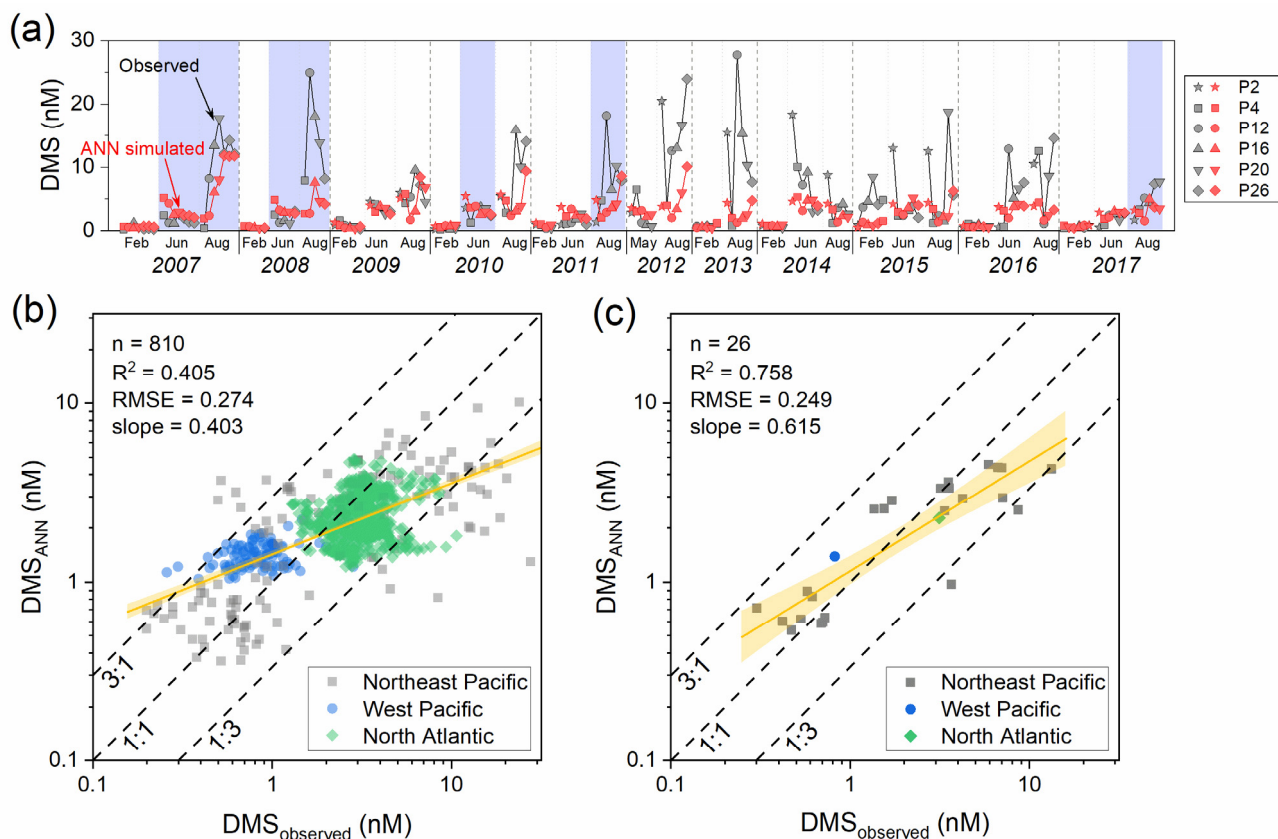 (a)
30
20
10
0
DMS (nM)
Observed
ANN simulated
P2
P4
P12
P16
P20
P26
Feb Jun Aug Feb Jun Aug Feb Jun Aug Feb Jun Aug Feb Jun Aug May Aug Feb Aug Feb Jun Aug Feb Jun Aug Feb Jun Aug Feb Jun Aug
2007 2008 2009 2010 2011 2012 2013 2014 2015 2016 2017
(b)
n = 810
R² = 0.405
RMSE = 0.274
slope = 0.403
10
1
0.1
DMS_ANN (nM)
3:1
1:1
1:3
Northeast Pacific
West Pacific
North Atlantic
0.1 1 10
DMS_observed (nM)
(c)
n = 26
R² = 0.758
RMSE = 0.249
slope = 0.615
10
1
0.1
DMS_ANN (nM)
3:1
1:1
1:3
Northeast Pacific
West Pacific
North Atlantic
0.1 1 10
DMS_observed (nM)